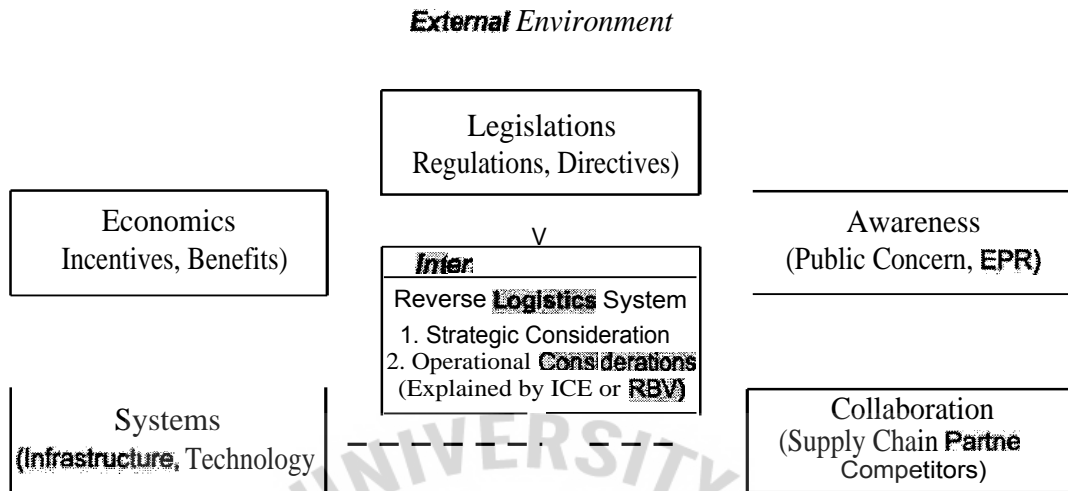 External Environment
Legislations
Regulations, Directives)
Economics
Incentives, Benefits)
Awareness
(Public Concern, EPR)
V
Inter
Reverse Logistics System
1. Strategic Consideration
2. Operational Considerations
(Explained by ICE or RBV)
Systems
(Infrastructure, Technology
Collaboration
(Supply Chain Partne
Competitors)
UNIVERSITY